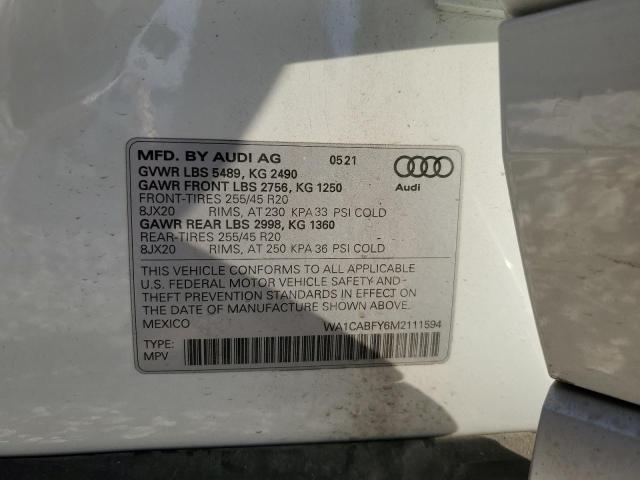 MFD. BY AUDI AG 05 21
GVWR LBS 5489, KG 2490
GAWR FRONT LBS 2756, KG 1250
FRONT-TIRES 255/45 R20
8JX20 RIMS, AT 230 KPA 33 PSI COLD
GAWR REAR LBS 2998, KG 1360
REAR-TIRES 255/45 R20
8JX20 RIMS, AT 250 KPA 36 PSI COLD
Audi
THIS VEHICLE CONFORMS TO ALL APPLICABLE
U.S. FEDERAL MOTOR VEHICLE SAFETY AND
THEFT PREVENTION STANDARDS IN EFFECT ON
THE DATE OF MANUFACTURE SHOWN ABOVE.
MEXICO WA1CABFY6M2111594
TYPE:
MPV